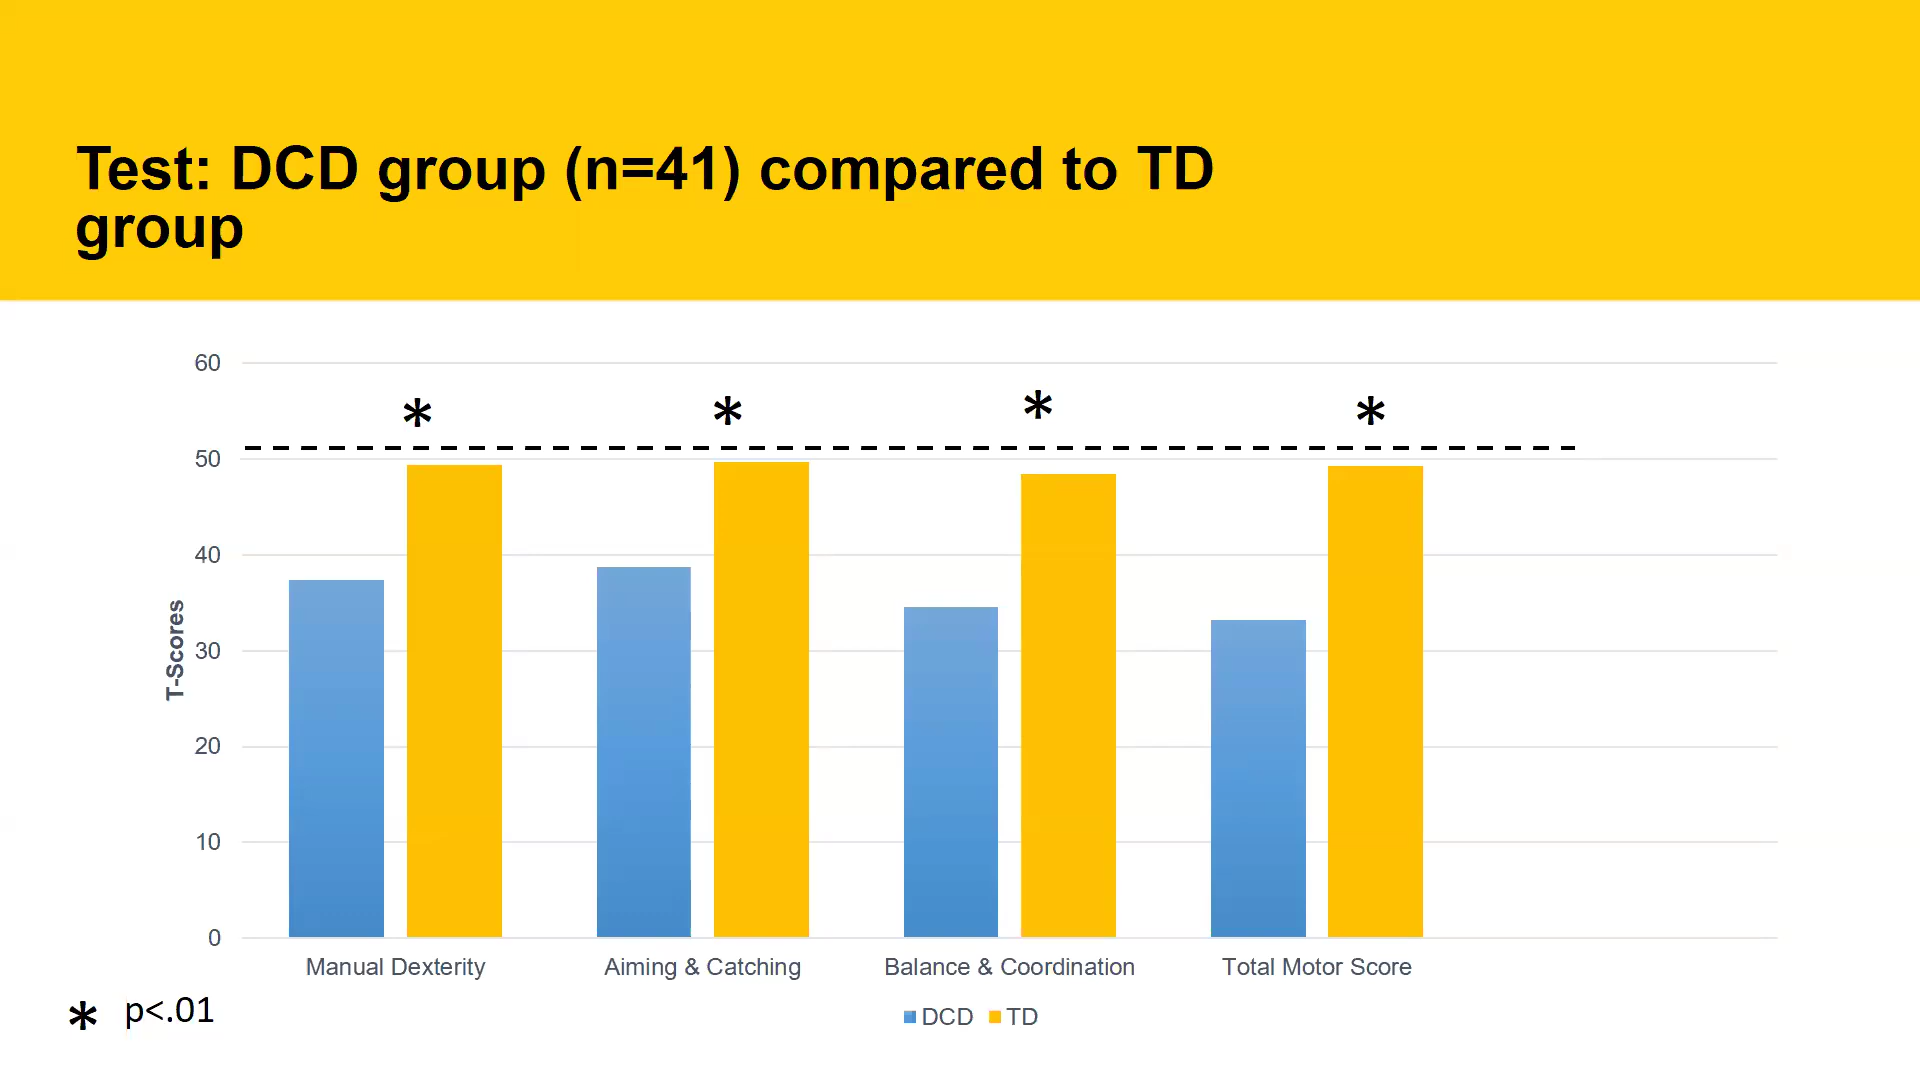 Test: DCD group (n=41) compared to TD
group
60
50
40
30
20
10
0
T-Scores
* * * *
Manual Dexterity
Aiming & Catching
Balance & Coordination
Total Motor Score
* p<.01
DCD TD